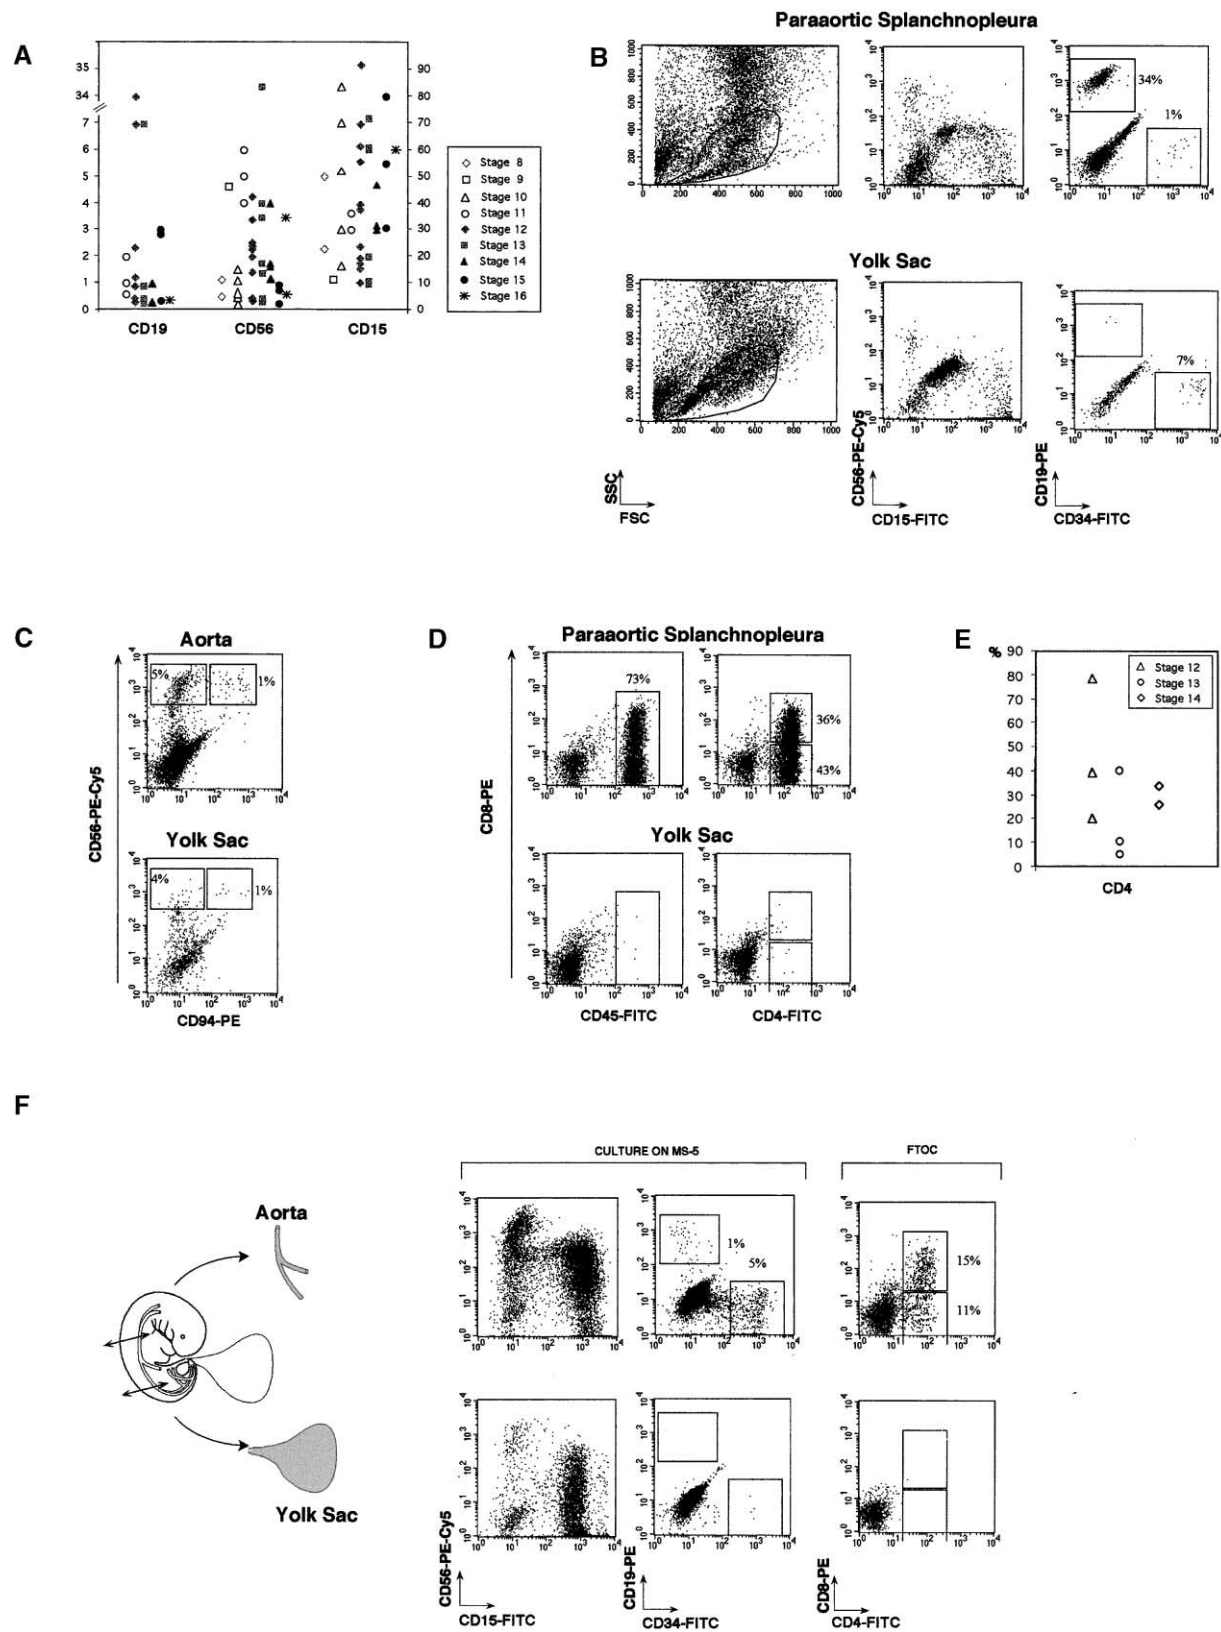 A
35
34
7
6
5
4
3
2
1
0
90
80
70
60
50
40
30
20
10
0
CD19 CD56 CD15
Stage 8
Stage 9
Stage 10
Stage 11
Stage 12
Stage 13
Stage 14
Stage 15
Stage 16
B
Paraaortic Splanchnopleura
34%
1%
Yolk Sac
7%
0 200 400 600 800 1000
SSC
FSC
CD56-PE-Cy5
CD15-FITC
CD19-PE
CD34-FITC
C
Aorta
5%
1%
Yolk Sac
4%
1%
CD56-PE-Cy5
CD94-PE
D
Paraaortic Splanchnopleura
73%
36%
43%
Yolk Sac
CD8-PE
CD45-FITC
CD4-FITC
E
% 90
80
70
60
50
40
30
20
10
0
Stage 12
Stage 13
Stage 14
CD4
F
Aorta
Yolk Sac
CULTURE ON MS-5
FTOC
1%
5%
15%
11%
CD56-PE-Cy5
CD15-FITC
CD19-PE
CD34-FITC
CD8-PE
CD4-FITC